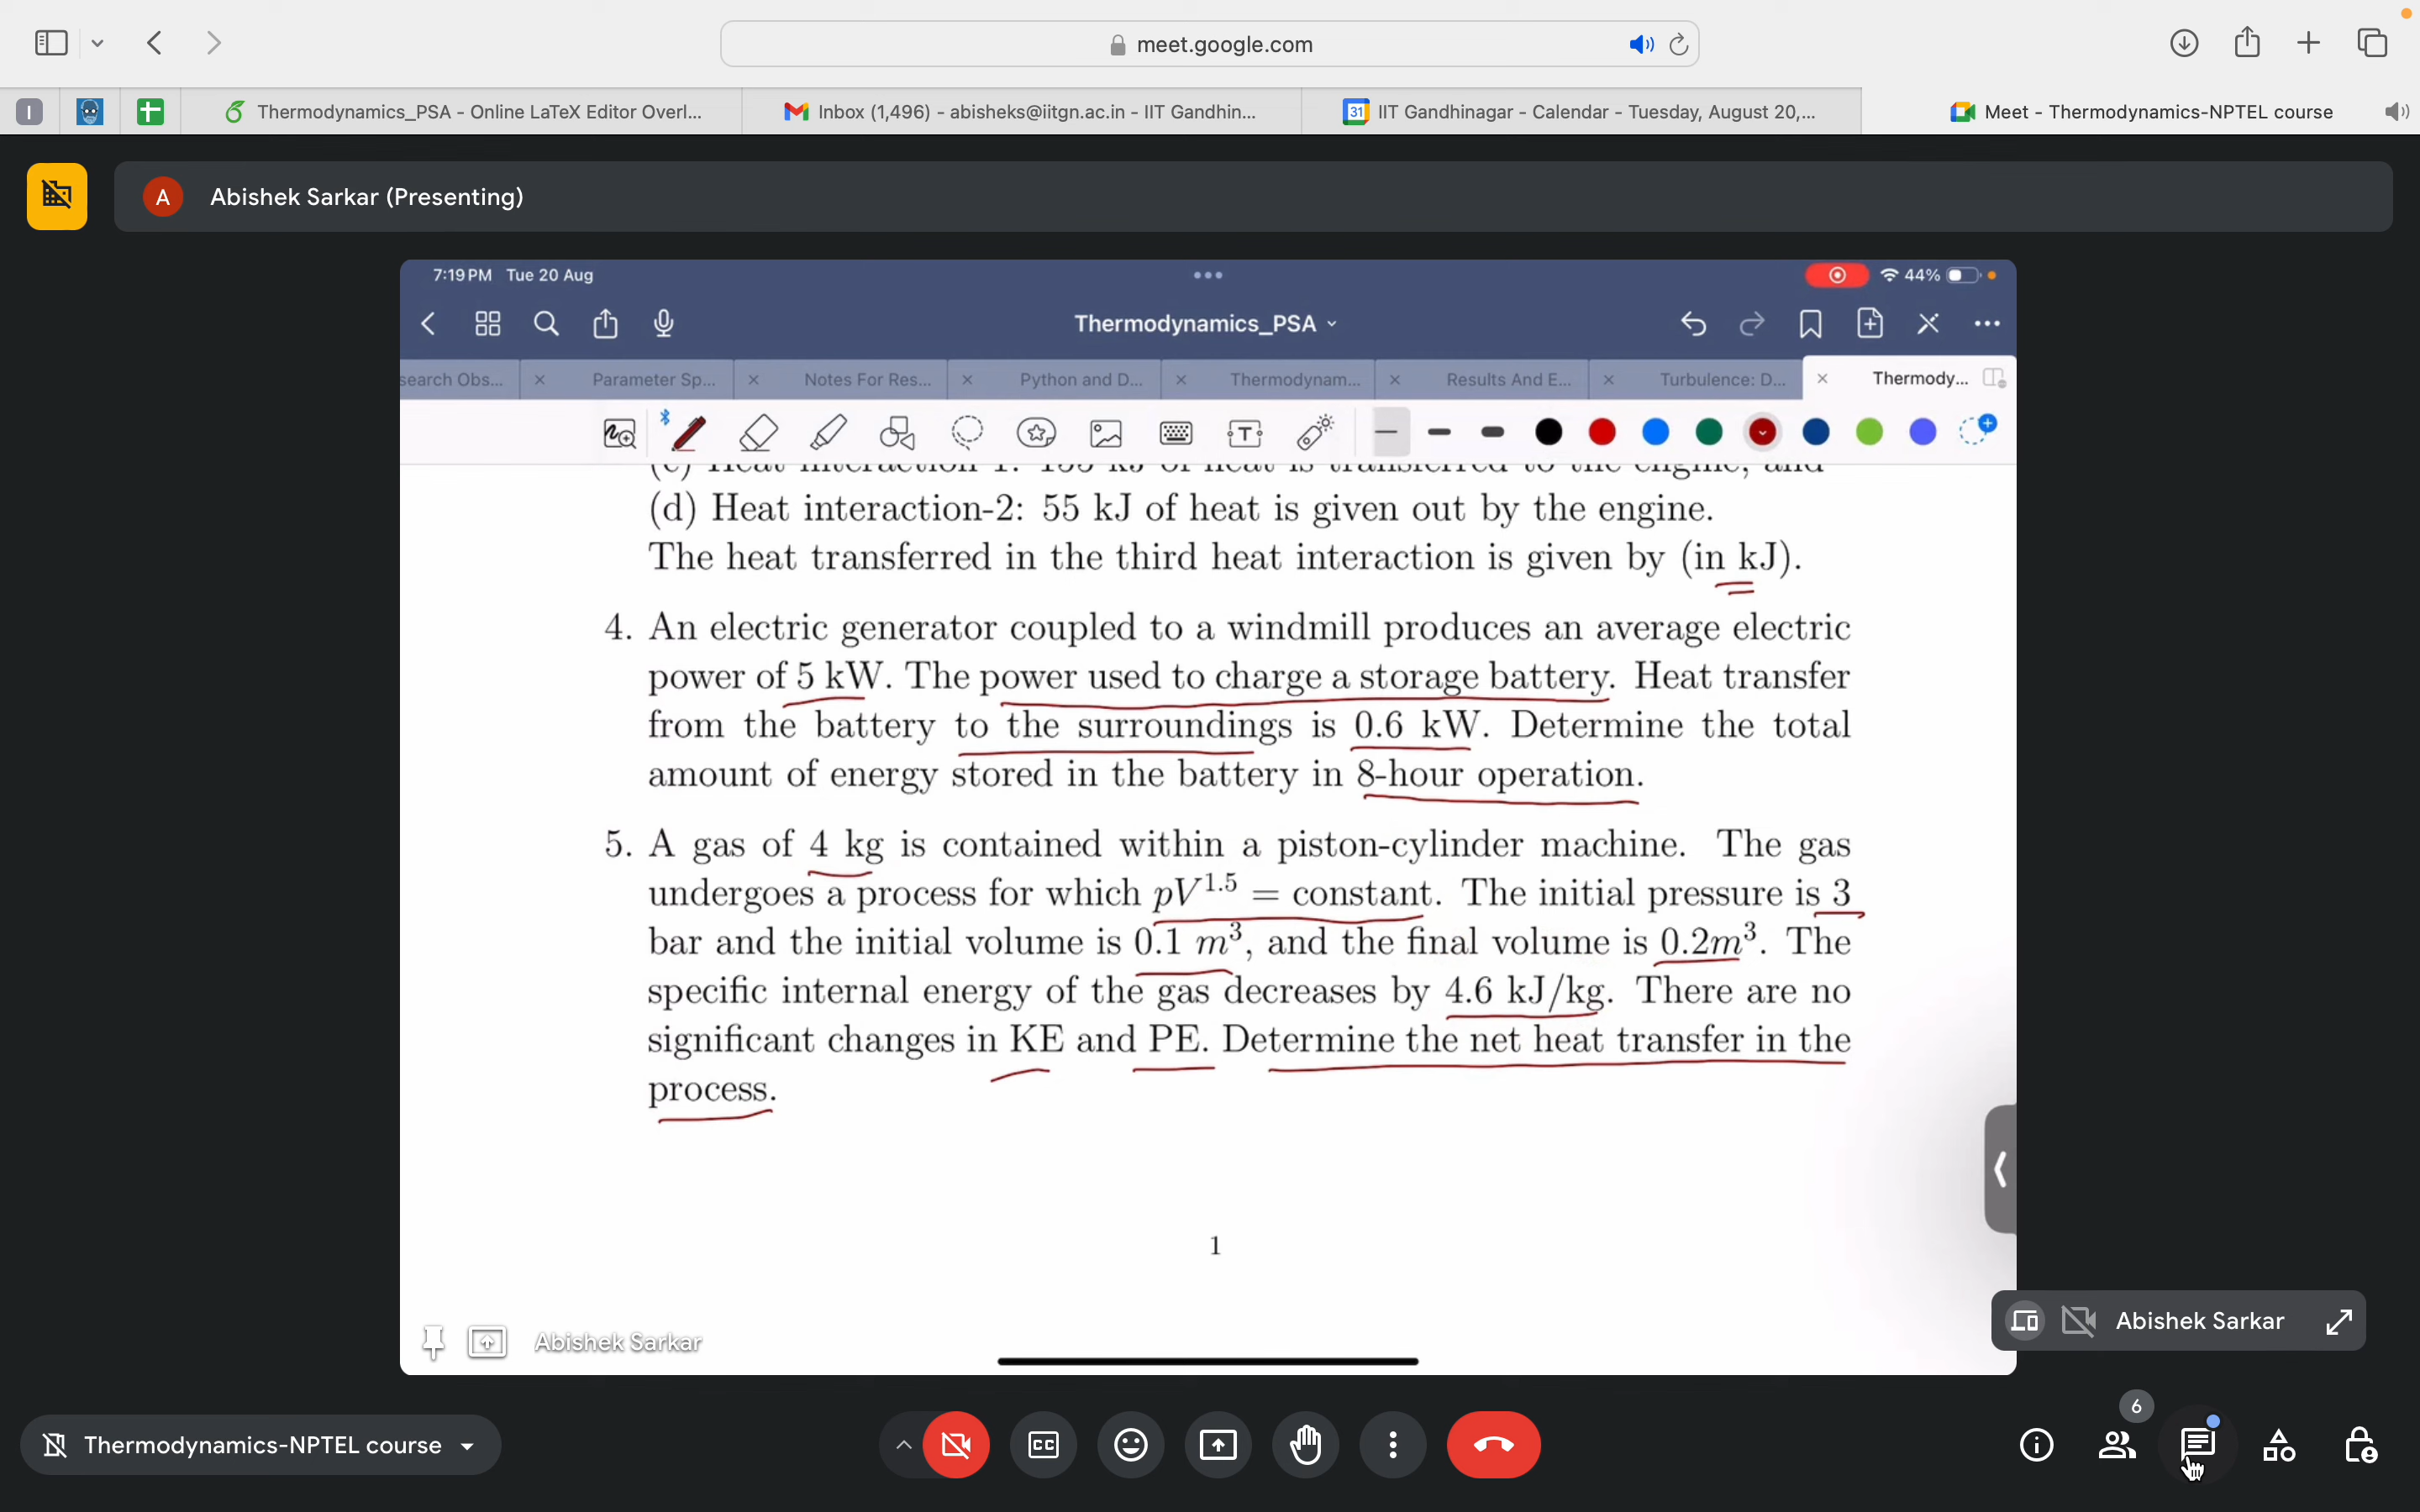 meet.google.com
I
Thermodynamics_PSA - Online LaTeX Editor Overl...
Inbox (1,496) - abisheks@iitgn.ac.in - IIT Gandhin...
31 IIT Gandhinagar - Calendar - Tuesday, August 20,...
Meet - Thermodynamics-NPTEL course
A Abishek Sarkar (Presenting)
7:19 PM Tue 20 Aug
44%
Thermodynamics_PSA
search Obs...
Parameter Sp...
Notes For Res...
Python and D...
Thermodynam...
Results And E...
Turbulence: D...
Thermody...
T
(d) Heat interaction-2: 55 kJ of heat is given out by the engine.
The heat transferred in the third heat interaction is given by (in kJ).
4. An electric generator coupled to a windmill produces an average electric
power of 5 kW. The power used to charge a storage battery. Heat transfer
from the battery to the surroundings is 0.6 kW. Determine the total
amount of energy stored in the battery in 8-hour operation.
5. A gas of 4 kg is contained within a piston-cylinder machine. The gas
undergoes a process for which pV^1.5 = constant. The initial pressure is 3
bar and the initial volume is 0.1 m³, and the final volume is 0.2m³. The
specific internal energy of the gas decreases by 4.6 kJ/kg. There are no
significant changes in KE and PE. Determine the net heat transfer in the
process.
1
Abishek Sarkar
Abishek Sarkar
Thermodynamics-NPTEL course
CC
6